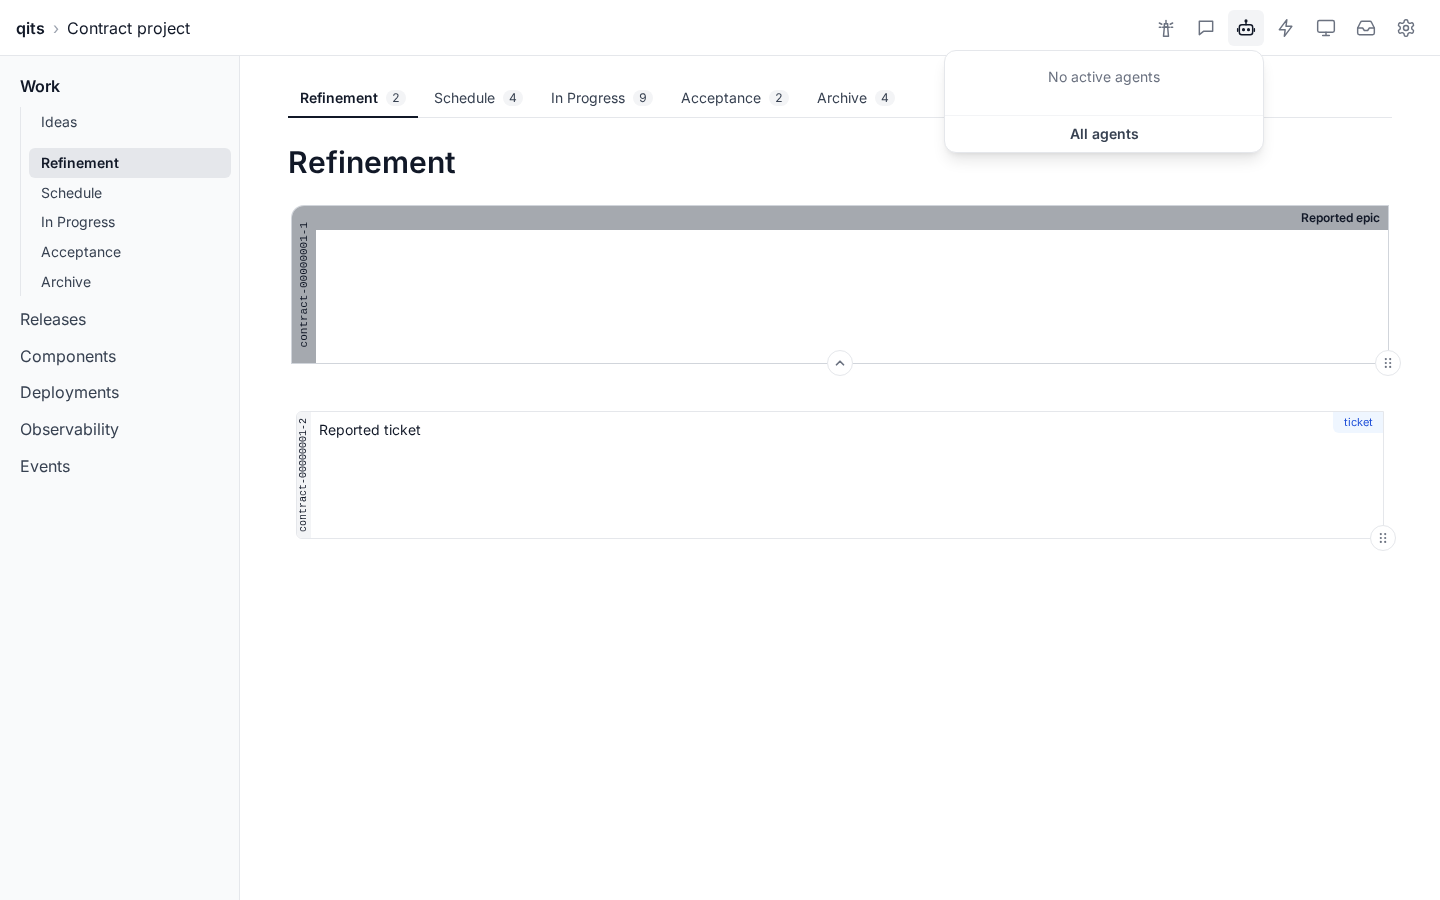 qits › Contract project
No active agents
All agents
Work
Ideas
Refinement
Schedule
In Progress
Acceptance
Archive
Releases
Components
Deployments
Observability
Events
Refinement 2 Schedule 4 In Progress 9 Acceptance 2 Archive 4
Refinement
Reported epic
contract-00000001-1
contract-00000001-2
Reported ticket
ticket